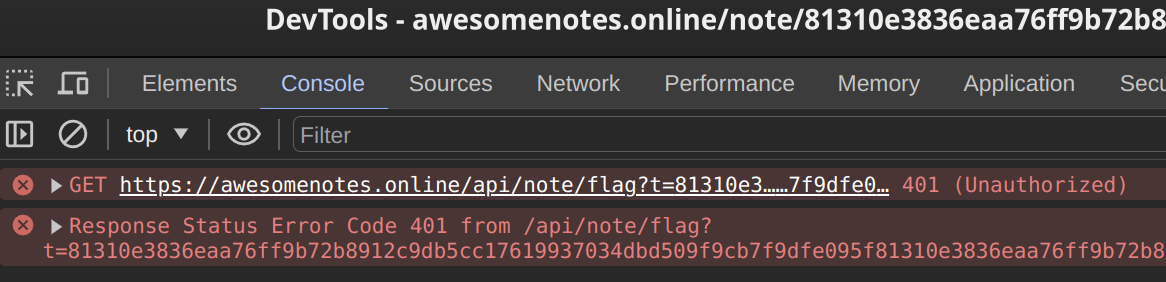 DevTools - awesomenotes.online/note/81310e3836eaa76ff9b72b8
Elements Console Sources Network Performance Memory Application Secu
top ▼ Filter
▶ GET https://awesomenotes.online/api/note/flag?t=81310e3……7f9dfe0… 401 (Unauthorized)
▶ Response Status Error Code 401 from /api/note/flag?
t=81310e3836eaa76ff9b72b8912c9db5cc17619937034dbd509f9cb7f9dfe095f81310e3836eaa76ff9b72b8